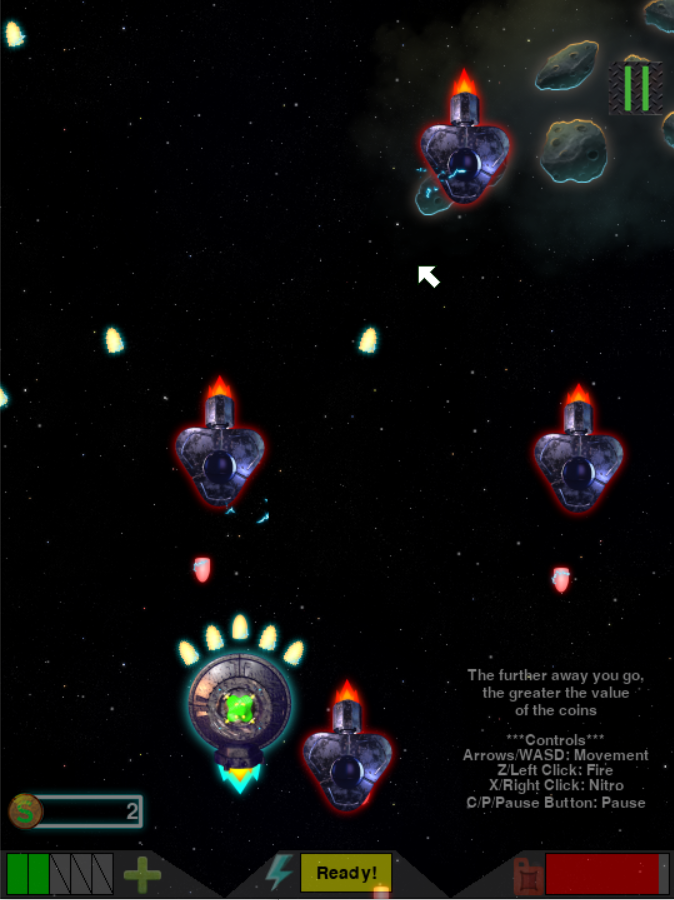 The further away you go,
the greater the value
of the coins
***Controls***
Arrows/WASD: Movement
Z/Left Click: Fire
X/Right Click: Nitro
C/P/Pause Button: Pause
S 2
Ready!